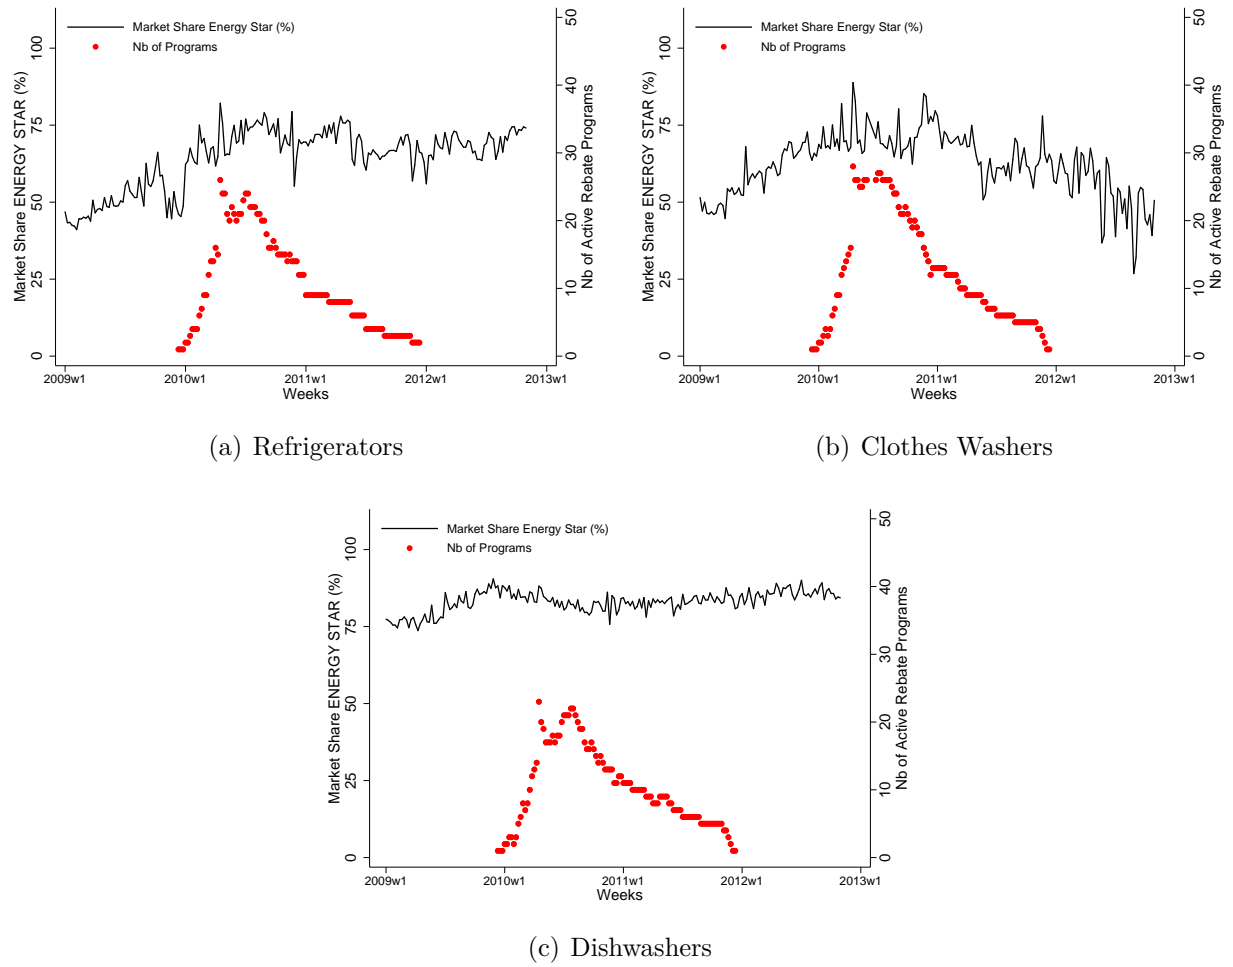 Market Share Energy Star (%)
Nb of Programs
Market Share ENERGY STAR (%)
0 25 50 75 100
Nb of Active Rebate Programs
0 10 20 30 40 50
2009w1 2010w1 2011w1 2012w1 2013w1
Weeks
(a) Refrigerators
Market Share Energy Star (%)
Nb of Programs
Market Share ENERGY STAR (%)
0 25 50 75 100
Nb of Active Rebate Programs
0 10 20 30 40 50
2009w1 2010w1 2011w1 2012w1 2013w1
Weeks
(b) Clothes Washers
Market Share Energy Star (%)
Nb of Programs
Market Share ENERGY STAR (%)
0 25 50 75 100
Nb of Active Rebate Programs
0 10 20 30 40 50
2009w1 2010w1 2011w1 2012w1 2013w1
Weeks
(c) Dishwashers